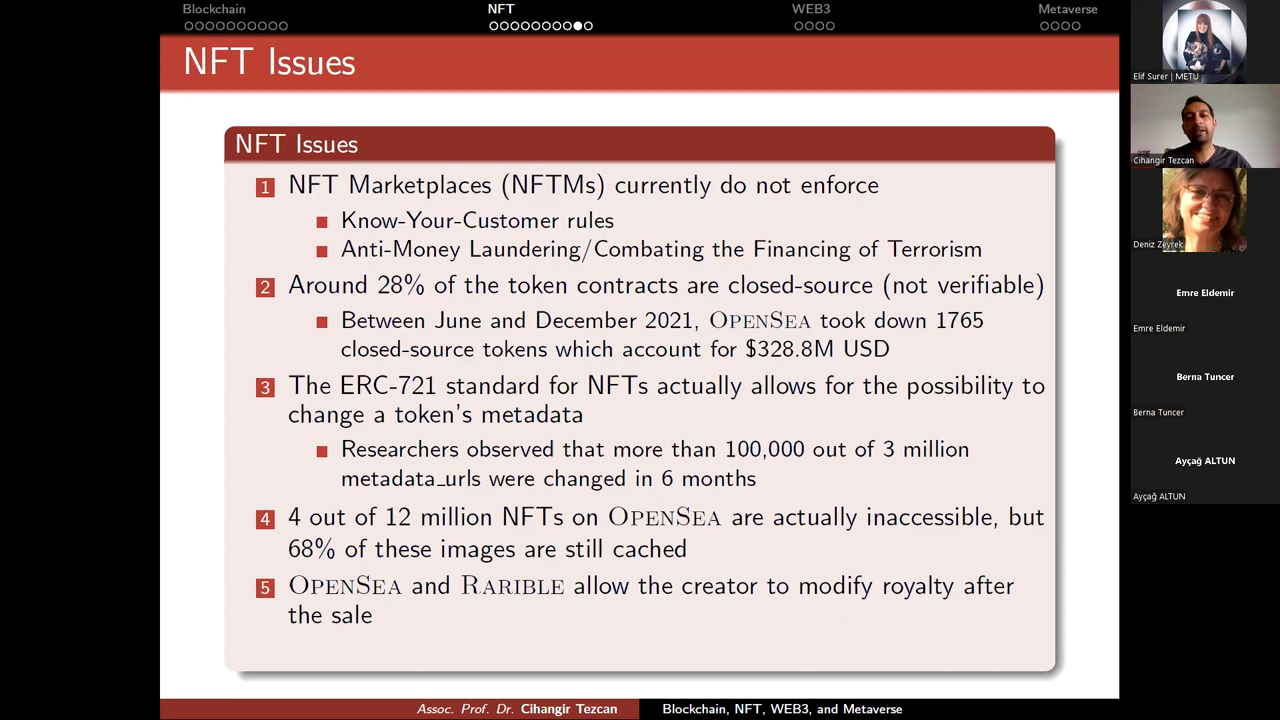 Blockchain NFT WEB3 Metaverse
NFT Issues
NFT Issues
1 NFT Marketplaces (NFTMs) currently do not enforce
Know-Your-Customer rules
Anti-Money Laundering/Combating the Financing of Terrorism
2 Around 28% of the token contracts are closed-source (not verifiable)
Between June and December 2021, OPENSEA took down 1765
closed-source tokens which account for $328.8M USD
3 The ERC-721 standard for NFTs actually allows for the possibility to
change a token's metadata
Researchers observed that more than 100,000 out of 3 million
metadata_urls were changed in 6 months
4 4 out of 12 million NFTs on OPENSEA are actually inaccessible, but
68% of these images are still cached
5 OPENSEA and RARIBLE allow the creator to modify royalty after
the sale
Assoc. Prof. Dr. Cihangir Tezcan Blockchain, NFT, WEB3, and Metaverse
Elif Surer | METU
Cihangir Tezcan
Deniz Zeyrek
Emre Eldemir
Emre Eldemir
Berna Tuncer
Berna Tuncer
Ayçağ ALTUN
Ayçağ ALTUN